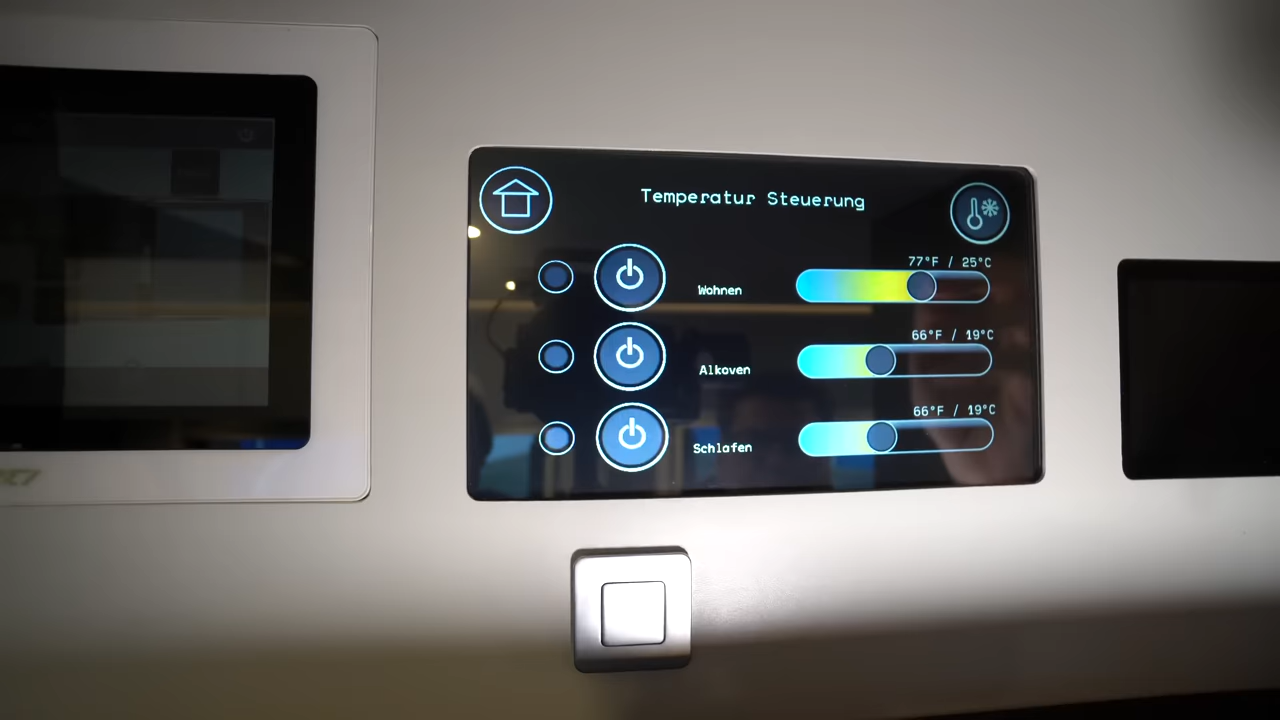 Temperatur Steuerung
77°F / 25°C
Wohnen
66°F / 19°C
Alkoven
66°F / 19°C
Schlafen